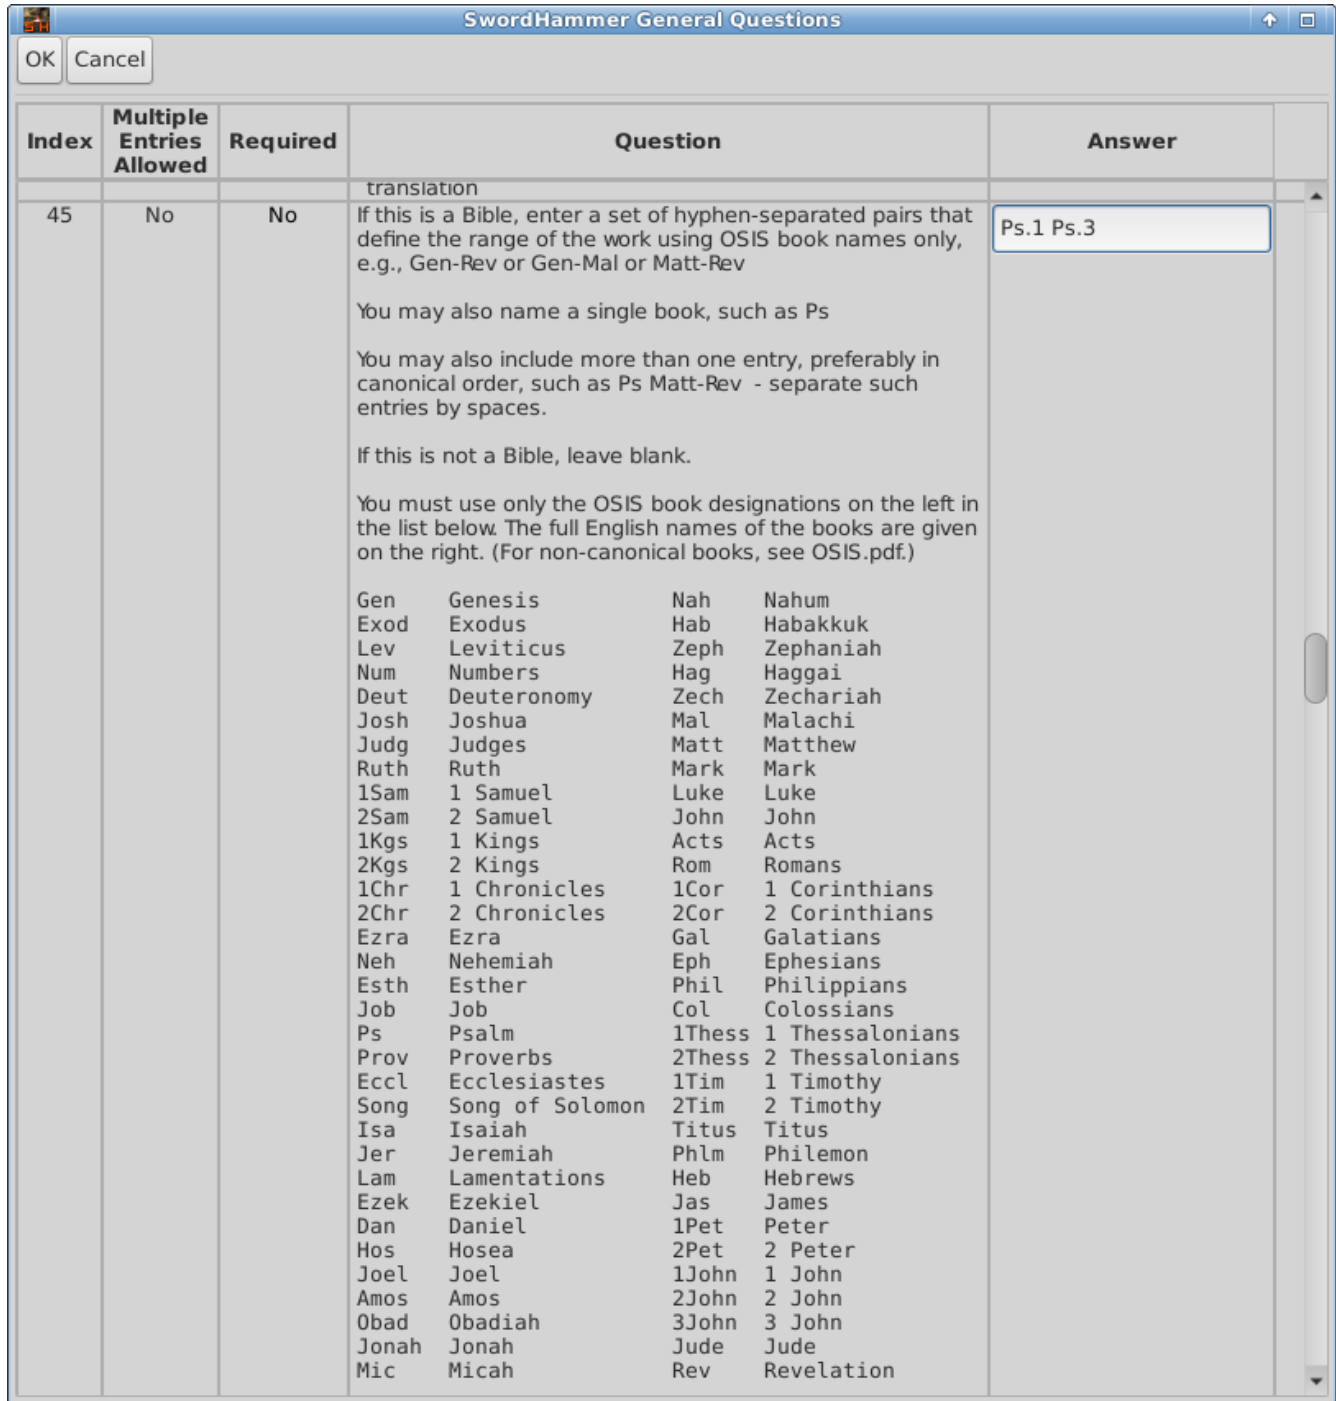 SwordHammer General Questions
OK Cancel
Index Multiple Entries Allowed Required Question Answer
translation
45 No No If this is a Bible, enter a set of hyphen-separated pairs that Ps.1 Ps.3
define the range of the work using OSIS book names only,
e.g., Gen-Rev or Gen-Mal or Matt-Rev
You may also name a single book, such as Ps
You may also include more than one entry, preferably in
canonical order, such as Ps Matt-Rev - separate such
entries by spaces.
If this is not a Bible, leave blank.
You must use only the OSIS book designations on the left in
the list below. The full English names of the books are given
on the right. (For non-canonical books, see OSIS.pdf.)
Gen Genesis Nah Nahum
Exod Exodus Hab Habakkuk
Lev Leviticus Zeph Zephaniah
Num Numbers Hag Haggai
Deut Deuteronomy Zech Zechariah
Josh Joshua Mal Malachi
Judg Judges Matt Matthew
Ruth Ruth Mark Mark
1Sam 1 Samuel Luke Luke
2Sam 2 Samuel John John
1Kgs 1 Kings Acts Acts
2Kgs 2 Kings Rom Romans
1Chr 1 Chronicles 1Cor 1 Corinthians
2Chr 2 Chronicles 2Cor 2 Corinthians
Ezra Ezra Gal Galatians
Neh Nehemiah Eph Ephesians
Esth Esther Phil Philippians
Job Job Col Colossians
Ps Psalm 1Thess 1 Thessalonians
Prov Proverbs 2Thess 2 Thessalonians
Eccl Ecclesiastes 1Tim 1 Timothy
Song Song of Solomon 2Tim 2 Timothy
Isa Isaiah Titus Titus
Jer Jeremiah Phlm Philemon
Lam Lamentations Heb Hebrews
Ezek Ezekiel Jas James
Dan Daniel 1Pet Peter
Hos Hosea 2Pet 2 Peter
Joel Joel 1John 1 John
Amos Amos 2John 2 John
Obad Obadiah 3John 3 John
Jonah Jonah Jude Jude
Mic Micah Rev Revelation